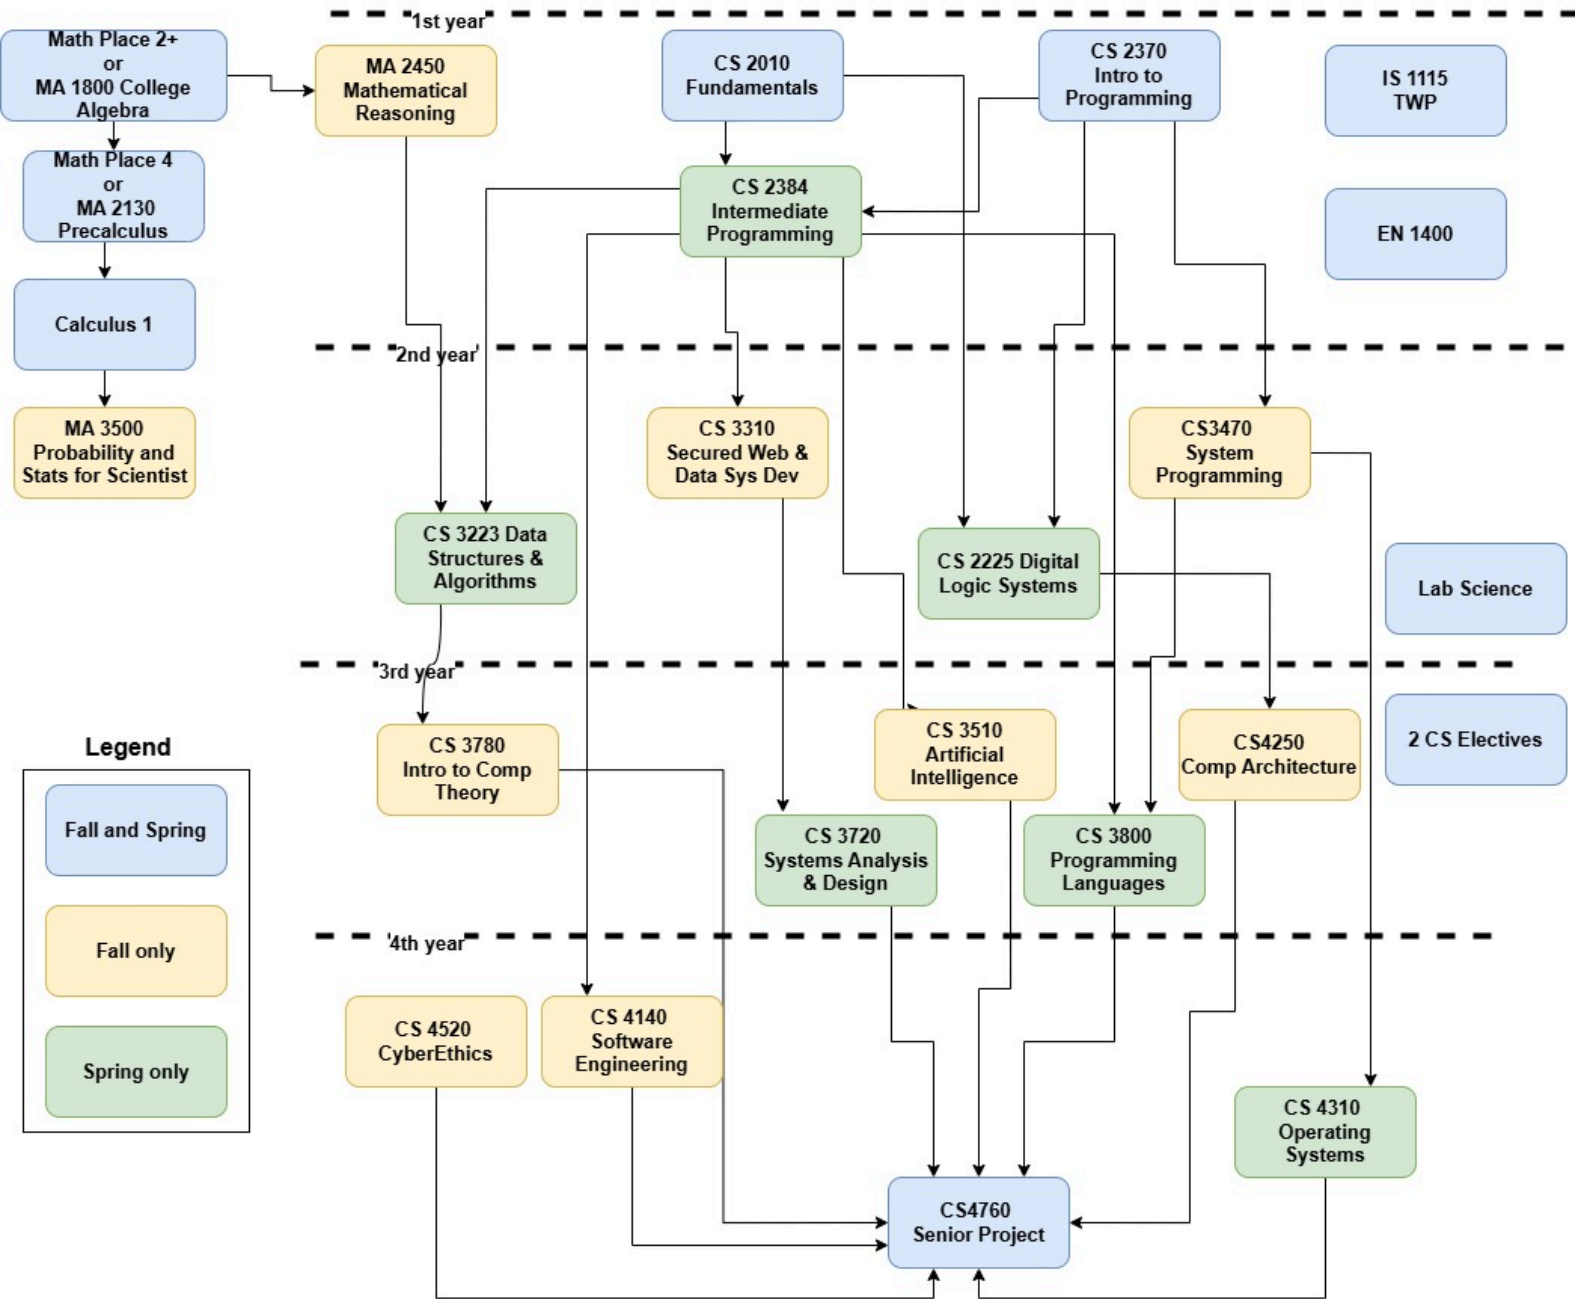 1st year
Math Place 2+
or
MA 1800 College
Algebra
MA 2450
Mathematical
Reasoning
CS 2010
Fundamentals
CS 2370
Intro to
Programming
IS 1115
TWP
Math Place 4
or
MA 2130
Precalculus
CS 2384
Intermediate
Programming
EN 1400
Calculus 1
2nd year
MA 3500
Probability and
Stats for Scientist
CS 3310
Secured Web &
Data Sys Dev
CS3470
System
Programming
CS 3223 Data
Structures &
Algorithms
CS 2225 Digital
Logic Systems
Lab Science
3rd year
CS 3780
Intro to Comp
Theory
CS 3510
Artificial
Intelligence
CS4250
Comp Architecture
2 CS Electives
CS 3720
Systems Analysis
& Design
CS 3800
Programming
Languages
Legend
Fall and Spring
Fall only
Spring only
4th year
CS 4520
CyberEthics
CS 4140
Software
Engineering
CS 4310
Operating
Systems
CS4760
Senior Project